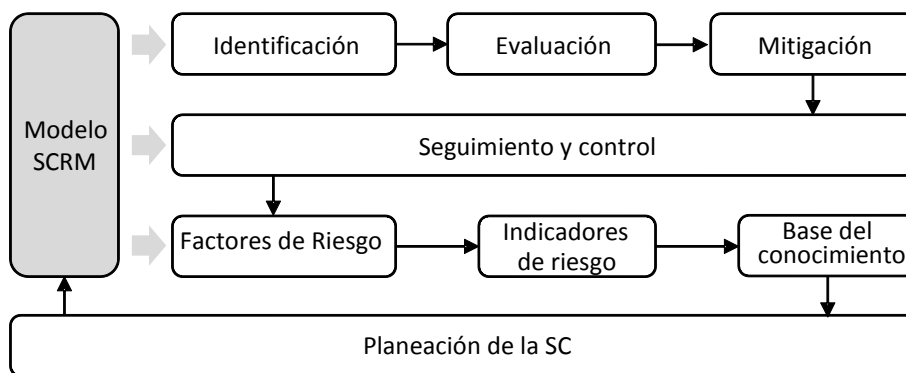 Modelo
SCRM
Identificación
Evaluación
Mitigación
Seguimiento y control
Factores de Riesgo
Indicadores
de riesgo
Base del
conocimiento
Planeación de la SC